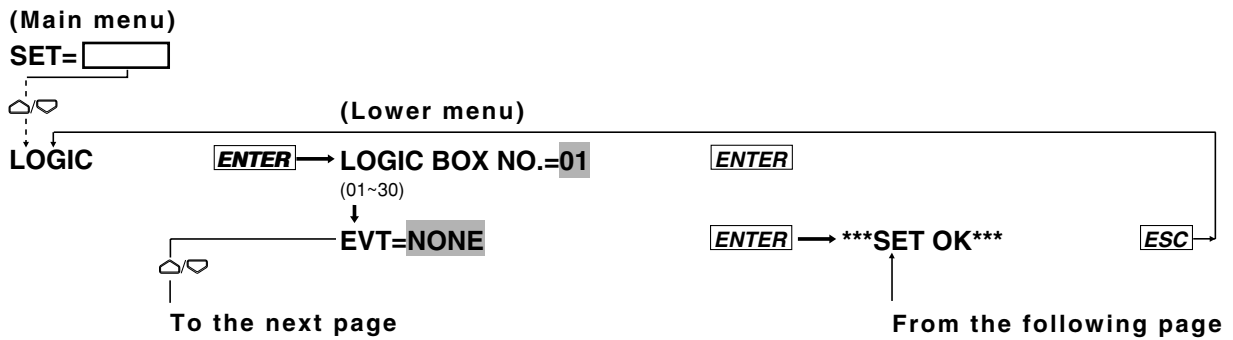 (Main menu)
SET=
/
(Lower menu)
LOGIC ENTER LOGIC BOX NO.=01 ENTER
(01~30)
EVT=NONE ENTER ***SET OK*** ESC
/
To the next page From the following page